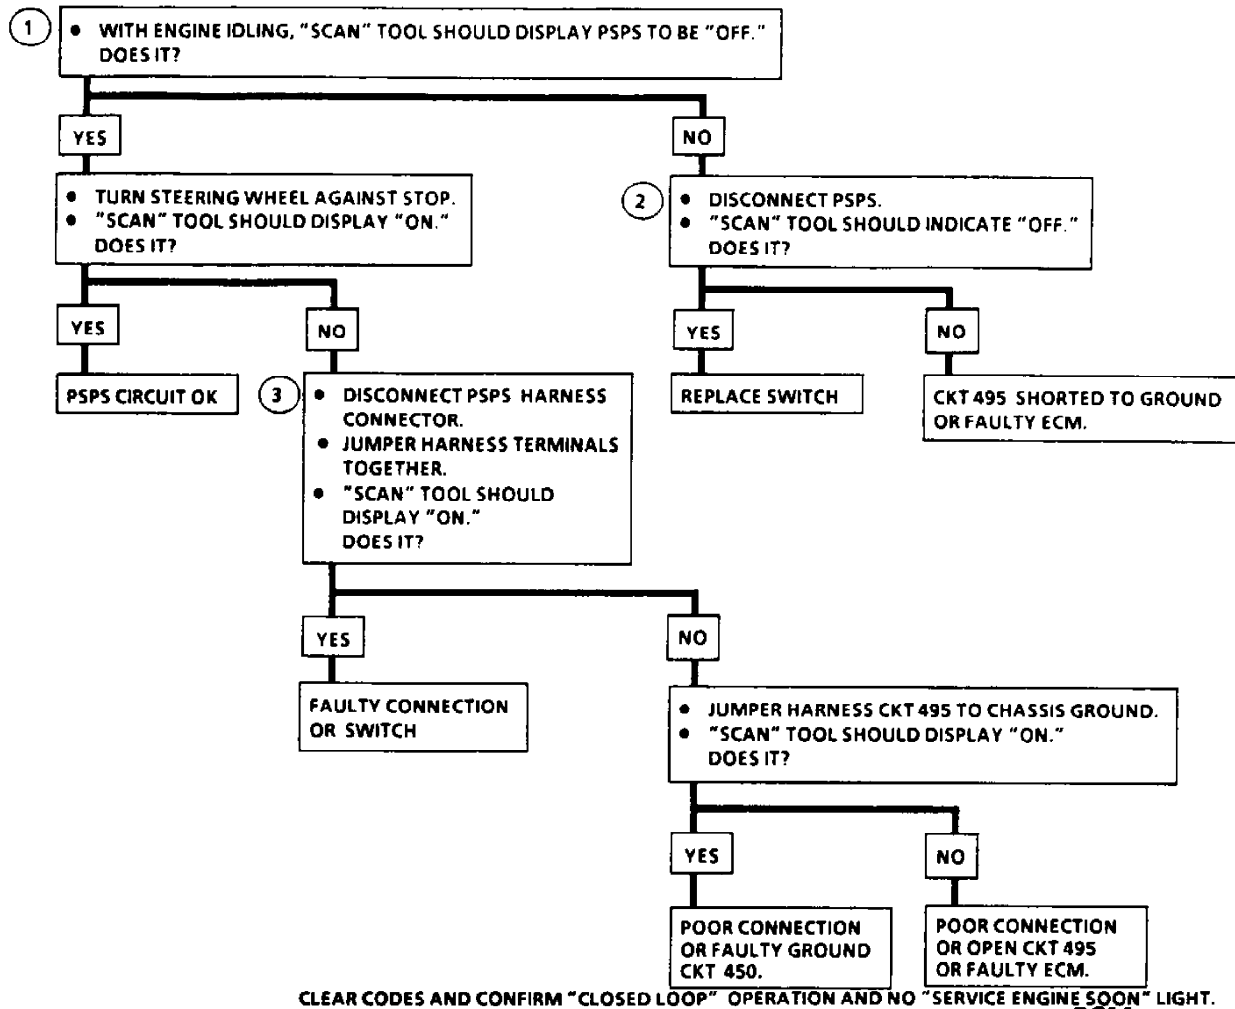 1
• WITH ENGINE IDLING, "SCAN" TOOL SHOULD DISPLAY PSPS TO BE "OFF."
DOES IT?
YES
NO
• TURN STEERING WHEEL AGAINST STOP.
• "SCAN" TOOL SHOULD DISPLAY "ON."
DOES IT?
2
• DISCONNECT PSPS.
• "SCAN" TOOL SHOULD INDICATE "OFF."
DOES IT?
YES
NO
YES
NO
PSPS CIRCUIT OK
3
• DISCONNECT PSPS HARNESS
CONNECTOR.
• JUMPER HARNESS TERMINALS
TOGETHER.
• "SCAN" TOOL SHOULD
DISPLAY "ON."
DOES IT?
REPLACE SWITCH
CKT 495 SHORTED TO GROUND
OR FAULTY ECM.
YES
NO
FAULTY CONNECTION
OR SWITCH
• JUMPER HARNESS CKT 495 TO CHASSIS GROUND.
• "SCAN" TOOL SHOULD DISPLAY "ON."
DOES IT?
YES
NO
POOR CONNECTION
OR FAULTY GROUND
CKT 450.
POOR CONNECTION
OR OPEN CKT 495
OR FAULTY ECM.
CLEAR CODES AND CONFIRM "CLOSED LOOP" OPERATION AND NO "SERVICE ENGINE SOON" LIGHT.